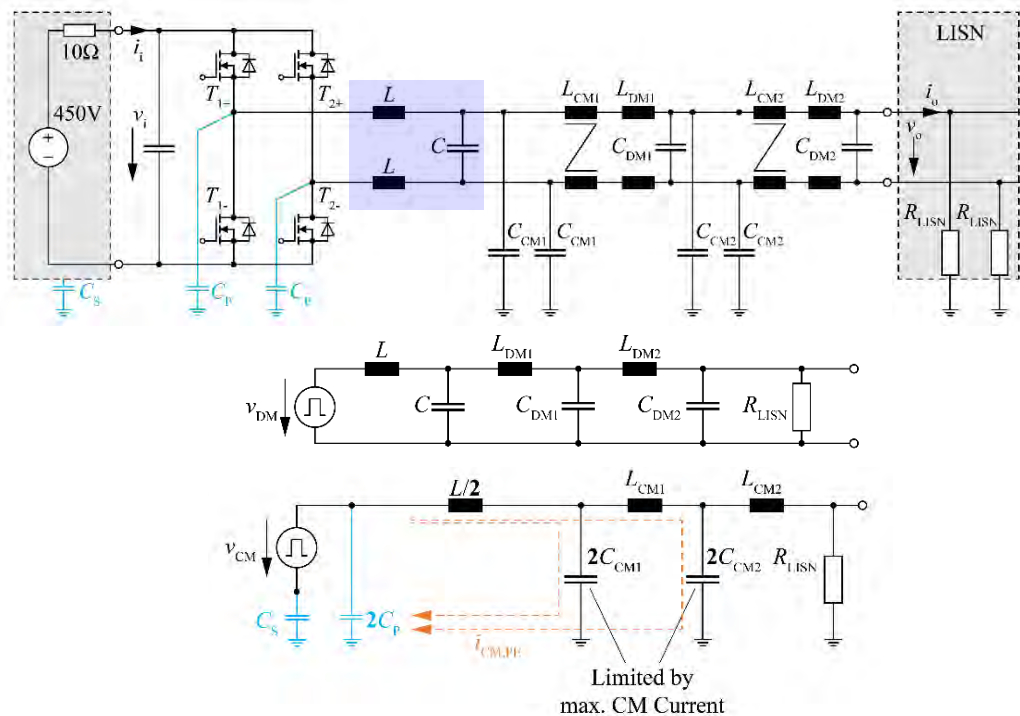 10Ω
i_i
450V
v_i
T_1+
T_2+
T_1-
T_2-
C_S
C_P
C_P
L
C
L
C_CM1
C_CM1
L_CM1
L_DM1
C_DM1
C_CM2
C_CM2
L_CM2
L_DM2
C_DM2
LISN
i_o
v_o
R_LISN
R_LISN
L
L_DM1
L_DM2
v_DM
C
C_DM1
C_DM2
R_LISN
L/2
L_CM1
L_CM2
v_CM
2C_CM1
2C_CM2
R_LISN
C_S
2C_P
i_CM,PE
Limited by
max. CM Current